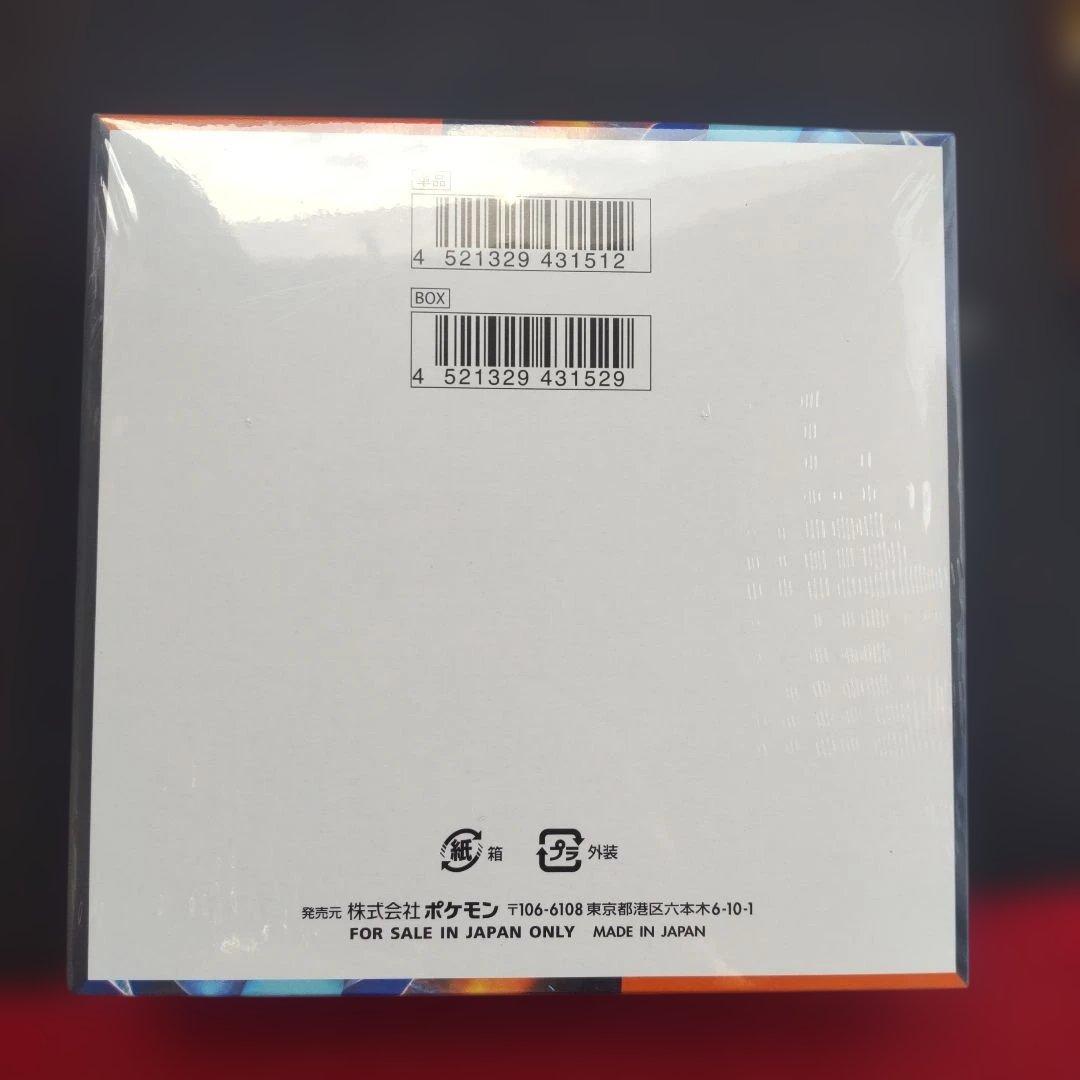 単品
4 521329 431512
BOX
4 521329 431529
紙 箱 プラ 外装
発売元 株式会社 ポケモン 〒106-6108 東京都港区六本木6-10-1
FOR SALE IN JAPAN ONLY MADE IN JAPAN